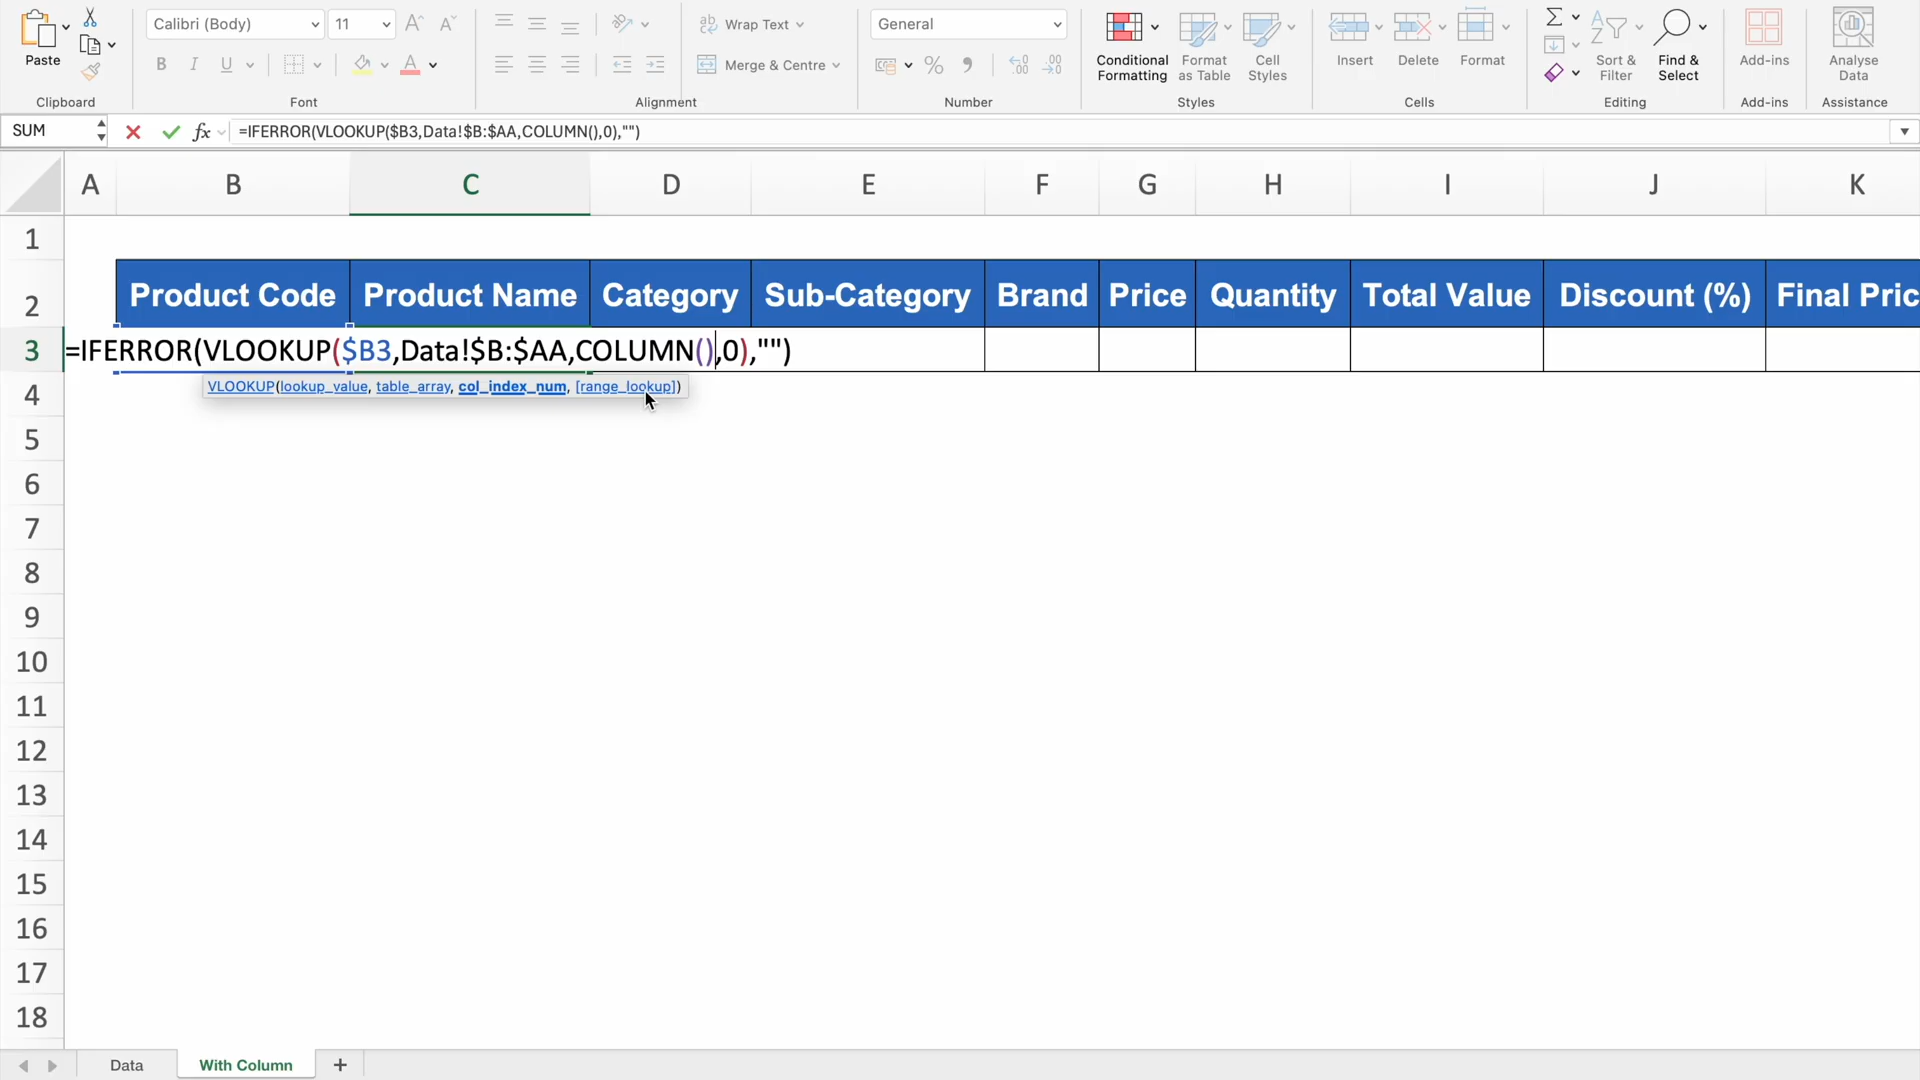 Paste
Clipboard
Calibri (Body)
11
A
A
B
I
U
A
Font
ab
Wrap Text
Merge & Centre
Alignment
General
%
Number
Conditional Formatting
Format as Table
Cell Styles
Styles
Insert
Delete
Format
Cells
Sort & Filter
Find & Select
Editing
Add-ins
Add-ins
Analyse Data
Assistance
SUM
fx
=IFERROR(VLOOKUP($B3,Data!$B:$AA,COLUMN(),0),"")
A B C D E F G H I J K
1
2 Product Code Product Name Category Sub-Category Brand Price Quantity Total Value Discount (%) Final Pric
3 =IFERROR(VLOOKUP($B3,Data!$B:$AA,COLUMN(),0),"")
VLOOKUP(lookup_value, table_array, col_index_num, [range_lookup])
4
5
6
7
8
9
10
11
12
13
14
15
16
17
18
Data With Column +